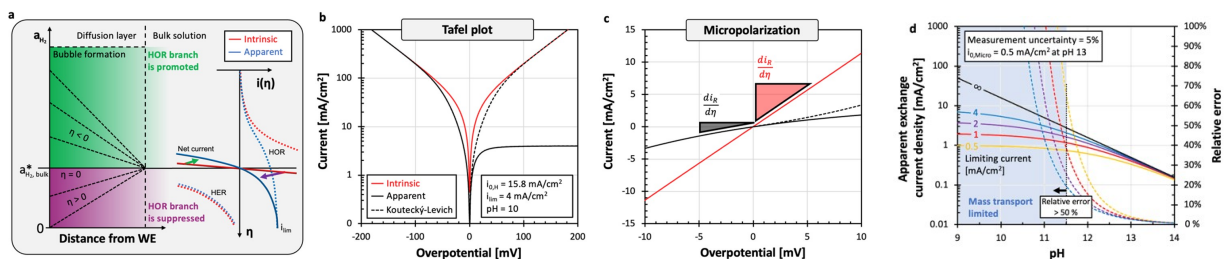 a
a_H₂
Diffusion layer
Bulk solution
Intrinsic
Apparent
Bubble formation
HOR branch
is promoted
i(η)
η < 0
Net current
HOR
a*_H₂, bulk
η = 0
η > 0
HER
HOR branch
is suppressed
0
Distance from WE
η
i_lim
b
Tafel plot
Current [mA/cm²]
1000
100
10
1
0
Intrinsic
Apparent
Koutecký-Levich
i₀,H = 15.8 mA/cm²
i_lim = 4 mA/cm²
pH = 10
-200
-100
0
100
200
Overpotential [mV]
c
Micropolarization
Current [mA/cm²]
15
10
5
0
-5
-10
-15
di_R
dη
di_R
dη
-10
-5
0
5
10
Overpotential [mV]
d
Apparent exchange
current density [mA/cm²]
1000
100
10
1
0.1
0.01
Measurement uncertainty = 5%
i₀,Micro = 0.5 mA/cm² at pH 13
∞
4
2
1
0.5
Limiting current
[mA/cm²]
Mass transport
limited
Relative error
> 50 %
100%
90%
80%
70%
60%
50%
40%
30%
20%
10%
0%
Relative error
9
10
11
12
13
14
pH